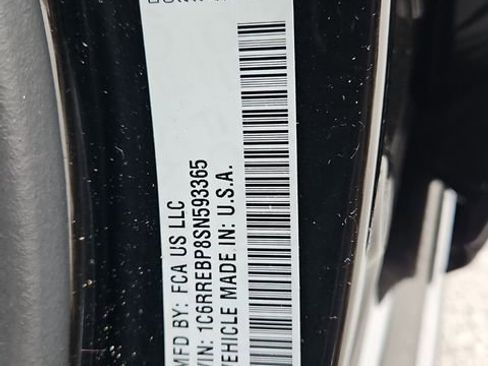 MFD BY: FCA US LLC
VIN: 1C6RREBP8SN593365
VEHICLE MADE IN: U.S.A.